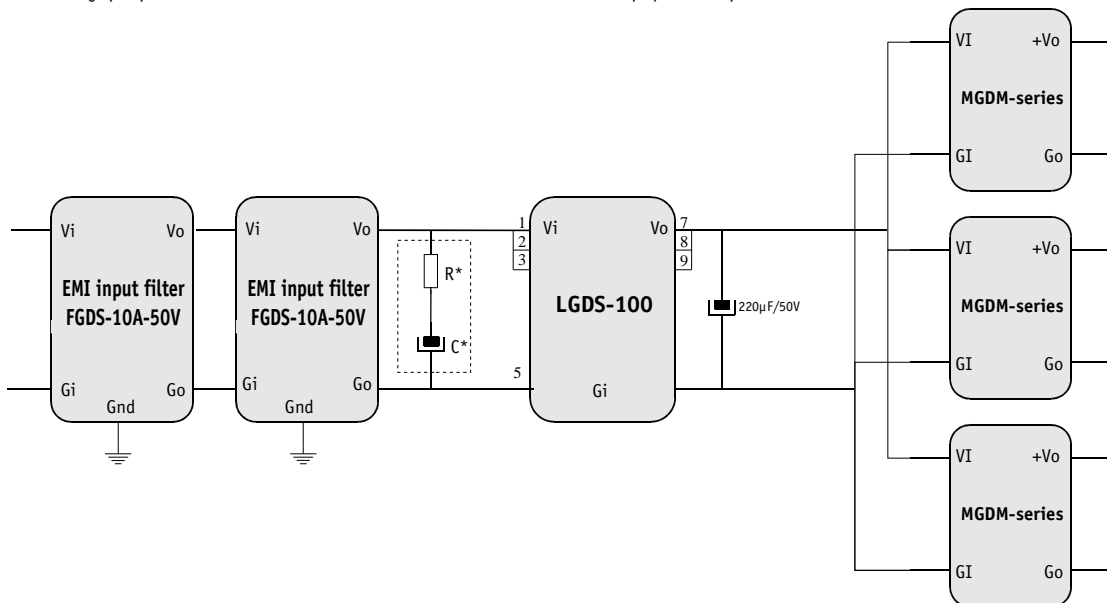 VI +Vo
MGDM-series
GI Go
Vi Vo
EMI input filter
FGDS-10A-50V
Gi Go
Gnd
Vi Vo
EMI input filter
FGDS-10A-50V
Gi Go
Gnd
R*
C*
1
2
3
5
Vi Vo
LGDS-100
Gi
7
8
9
220µF/50V
VI +Vo
MGDM-series
GI Go
VI +Vo
MGDM-series
GI Go